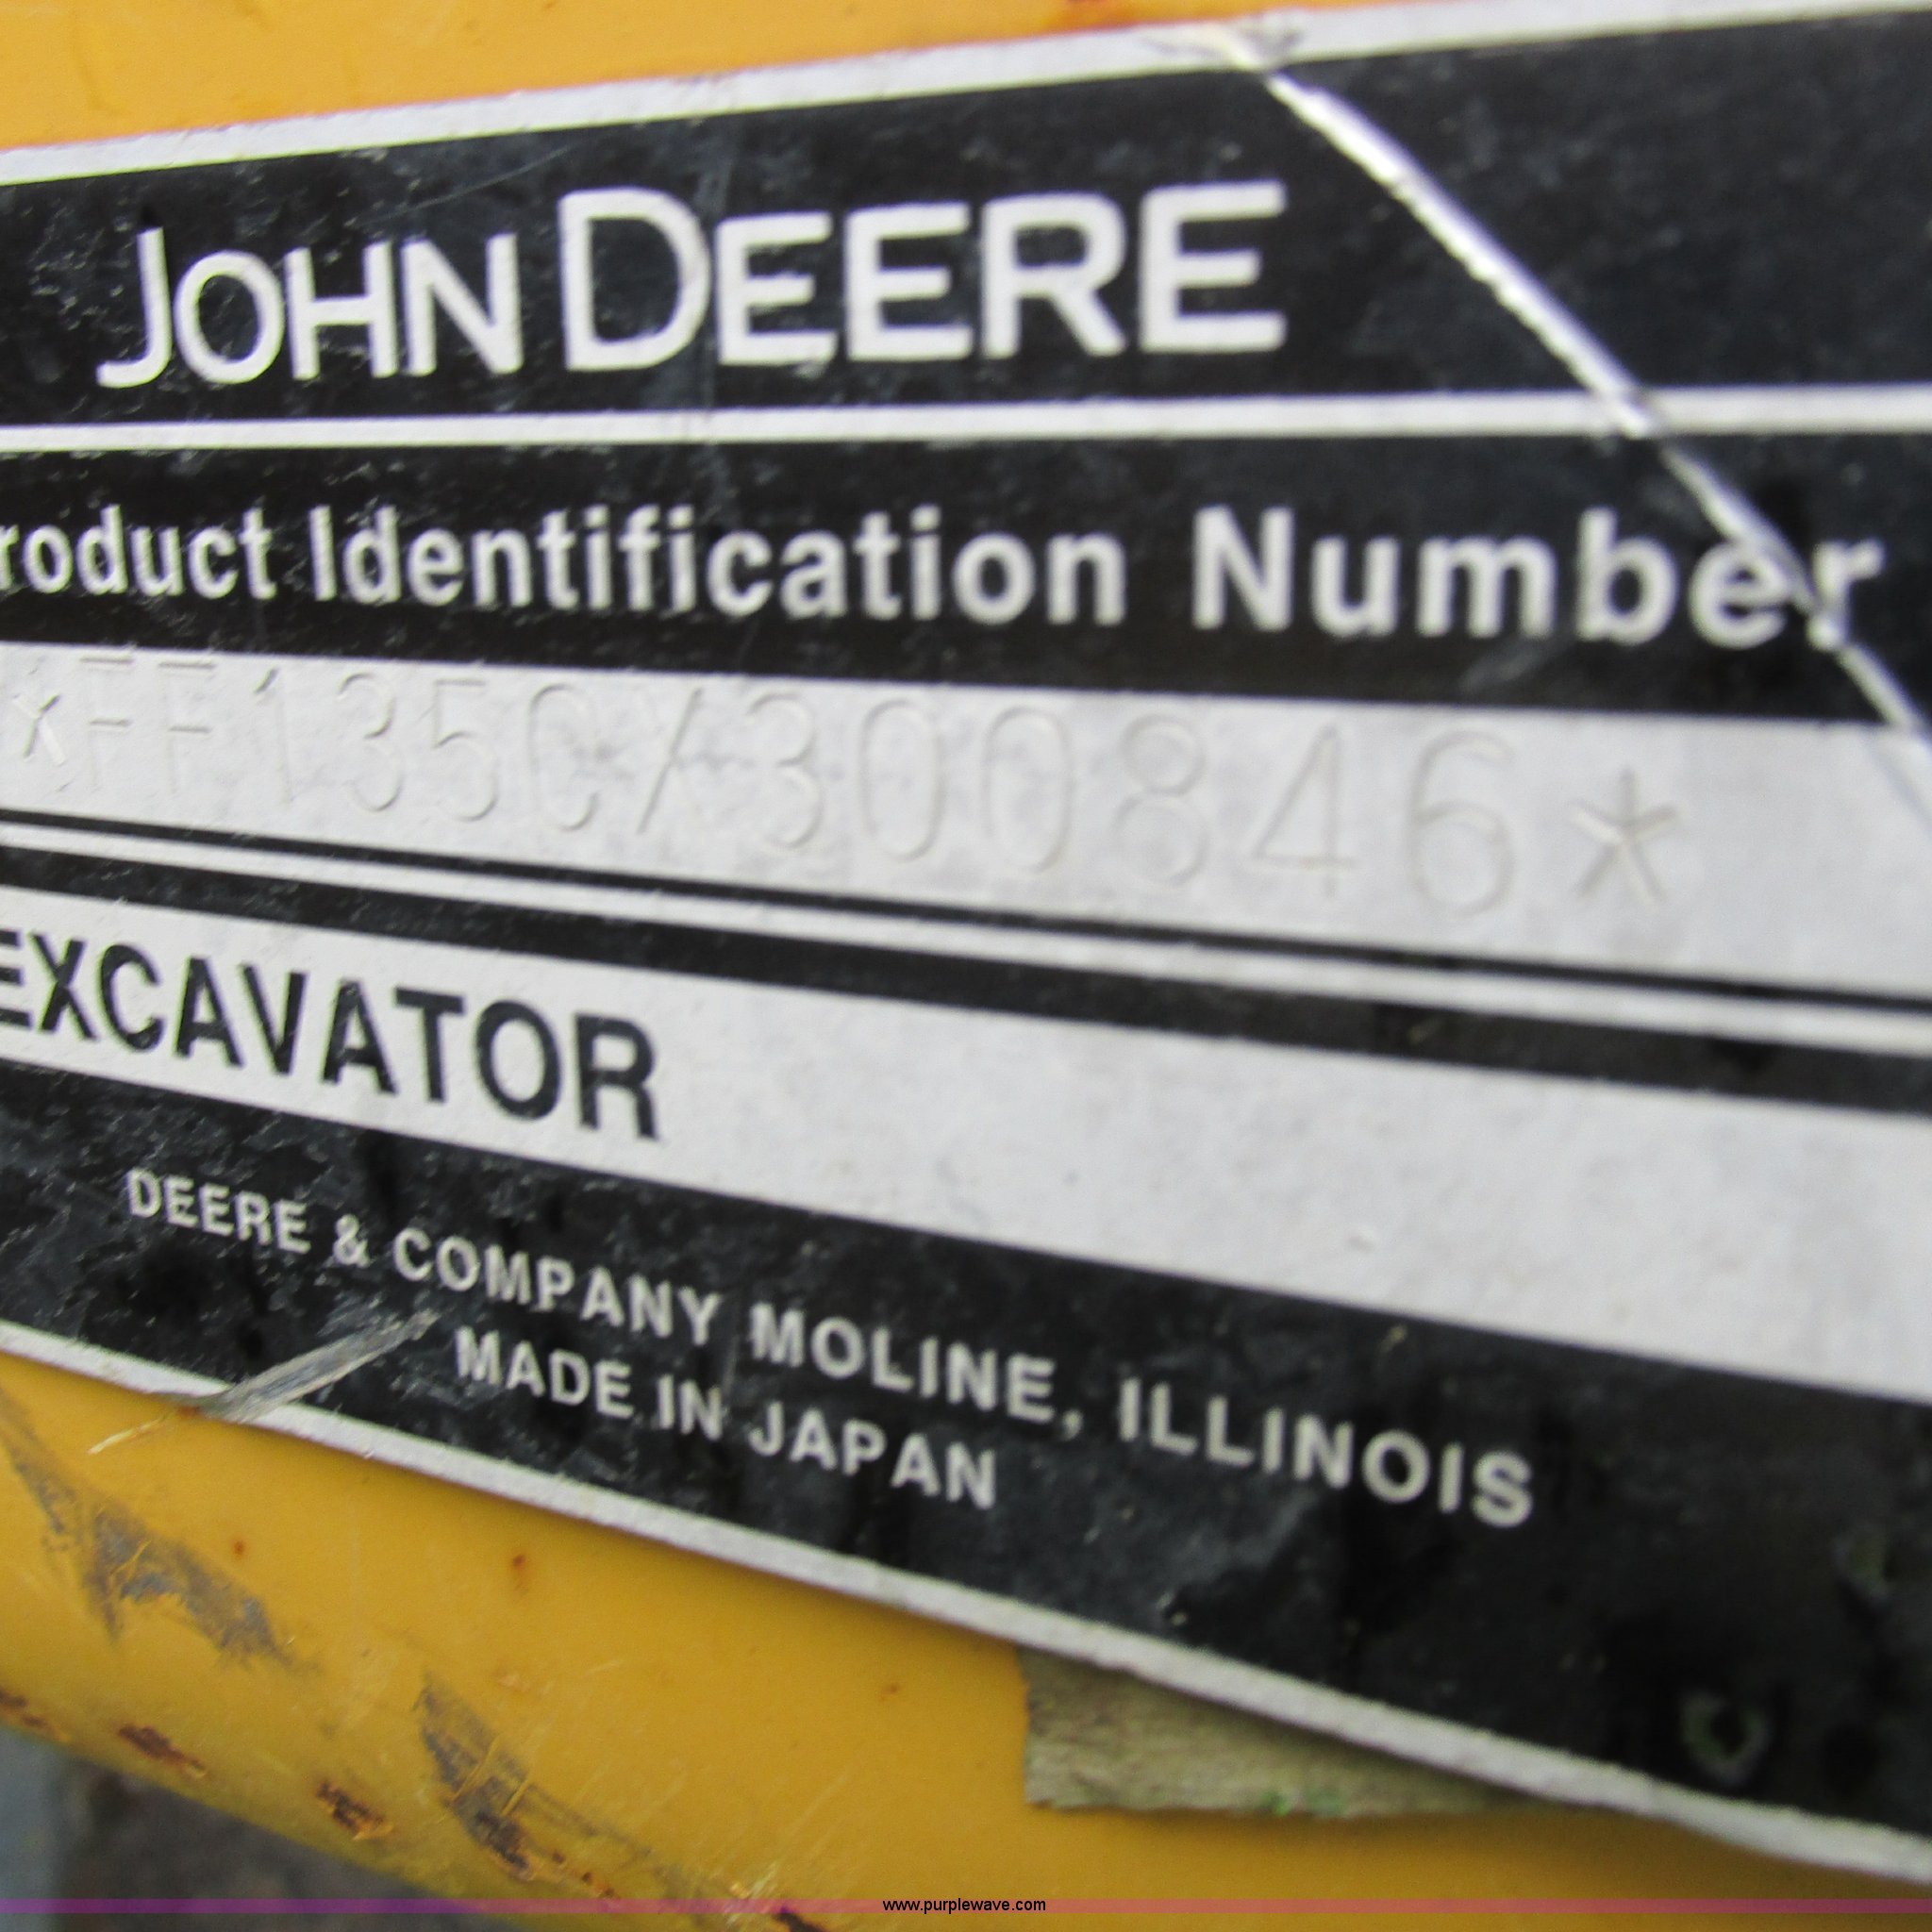 JOHN DEERE
roduct Identification Number
*FF135CX300846*
EXCAVATOR
DEERE & COMPANY MOLINE, ILLINOIS
MADE IN JAPAN
www.purplewave.com